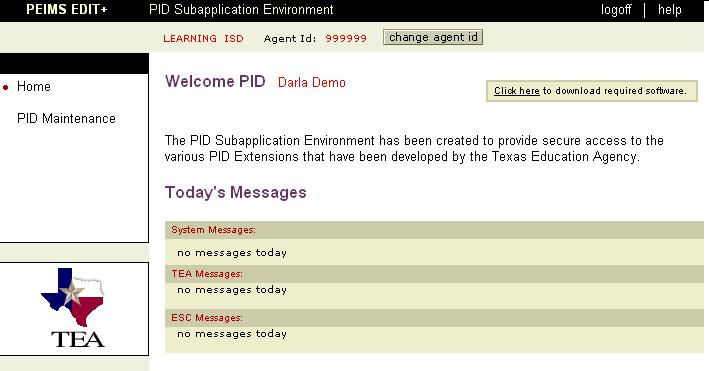 PEIMS EDIT+ PID Subapplication Environment logoff | help
LEARNING ISD Agent Id: 999999 change agent id
Home
PID Maintenance
Welcome PID Darla Demo
Click here to download required software.
The PID Subapplication Environment has been created to provide secure access to the
various PID Extensions that have been developed by the Texas Education Agency.
Today's Messages
System Messages:
no messages today
TEA Messages:
no messages today
ESC Messages:
no messages today
TEA